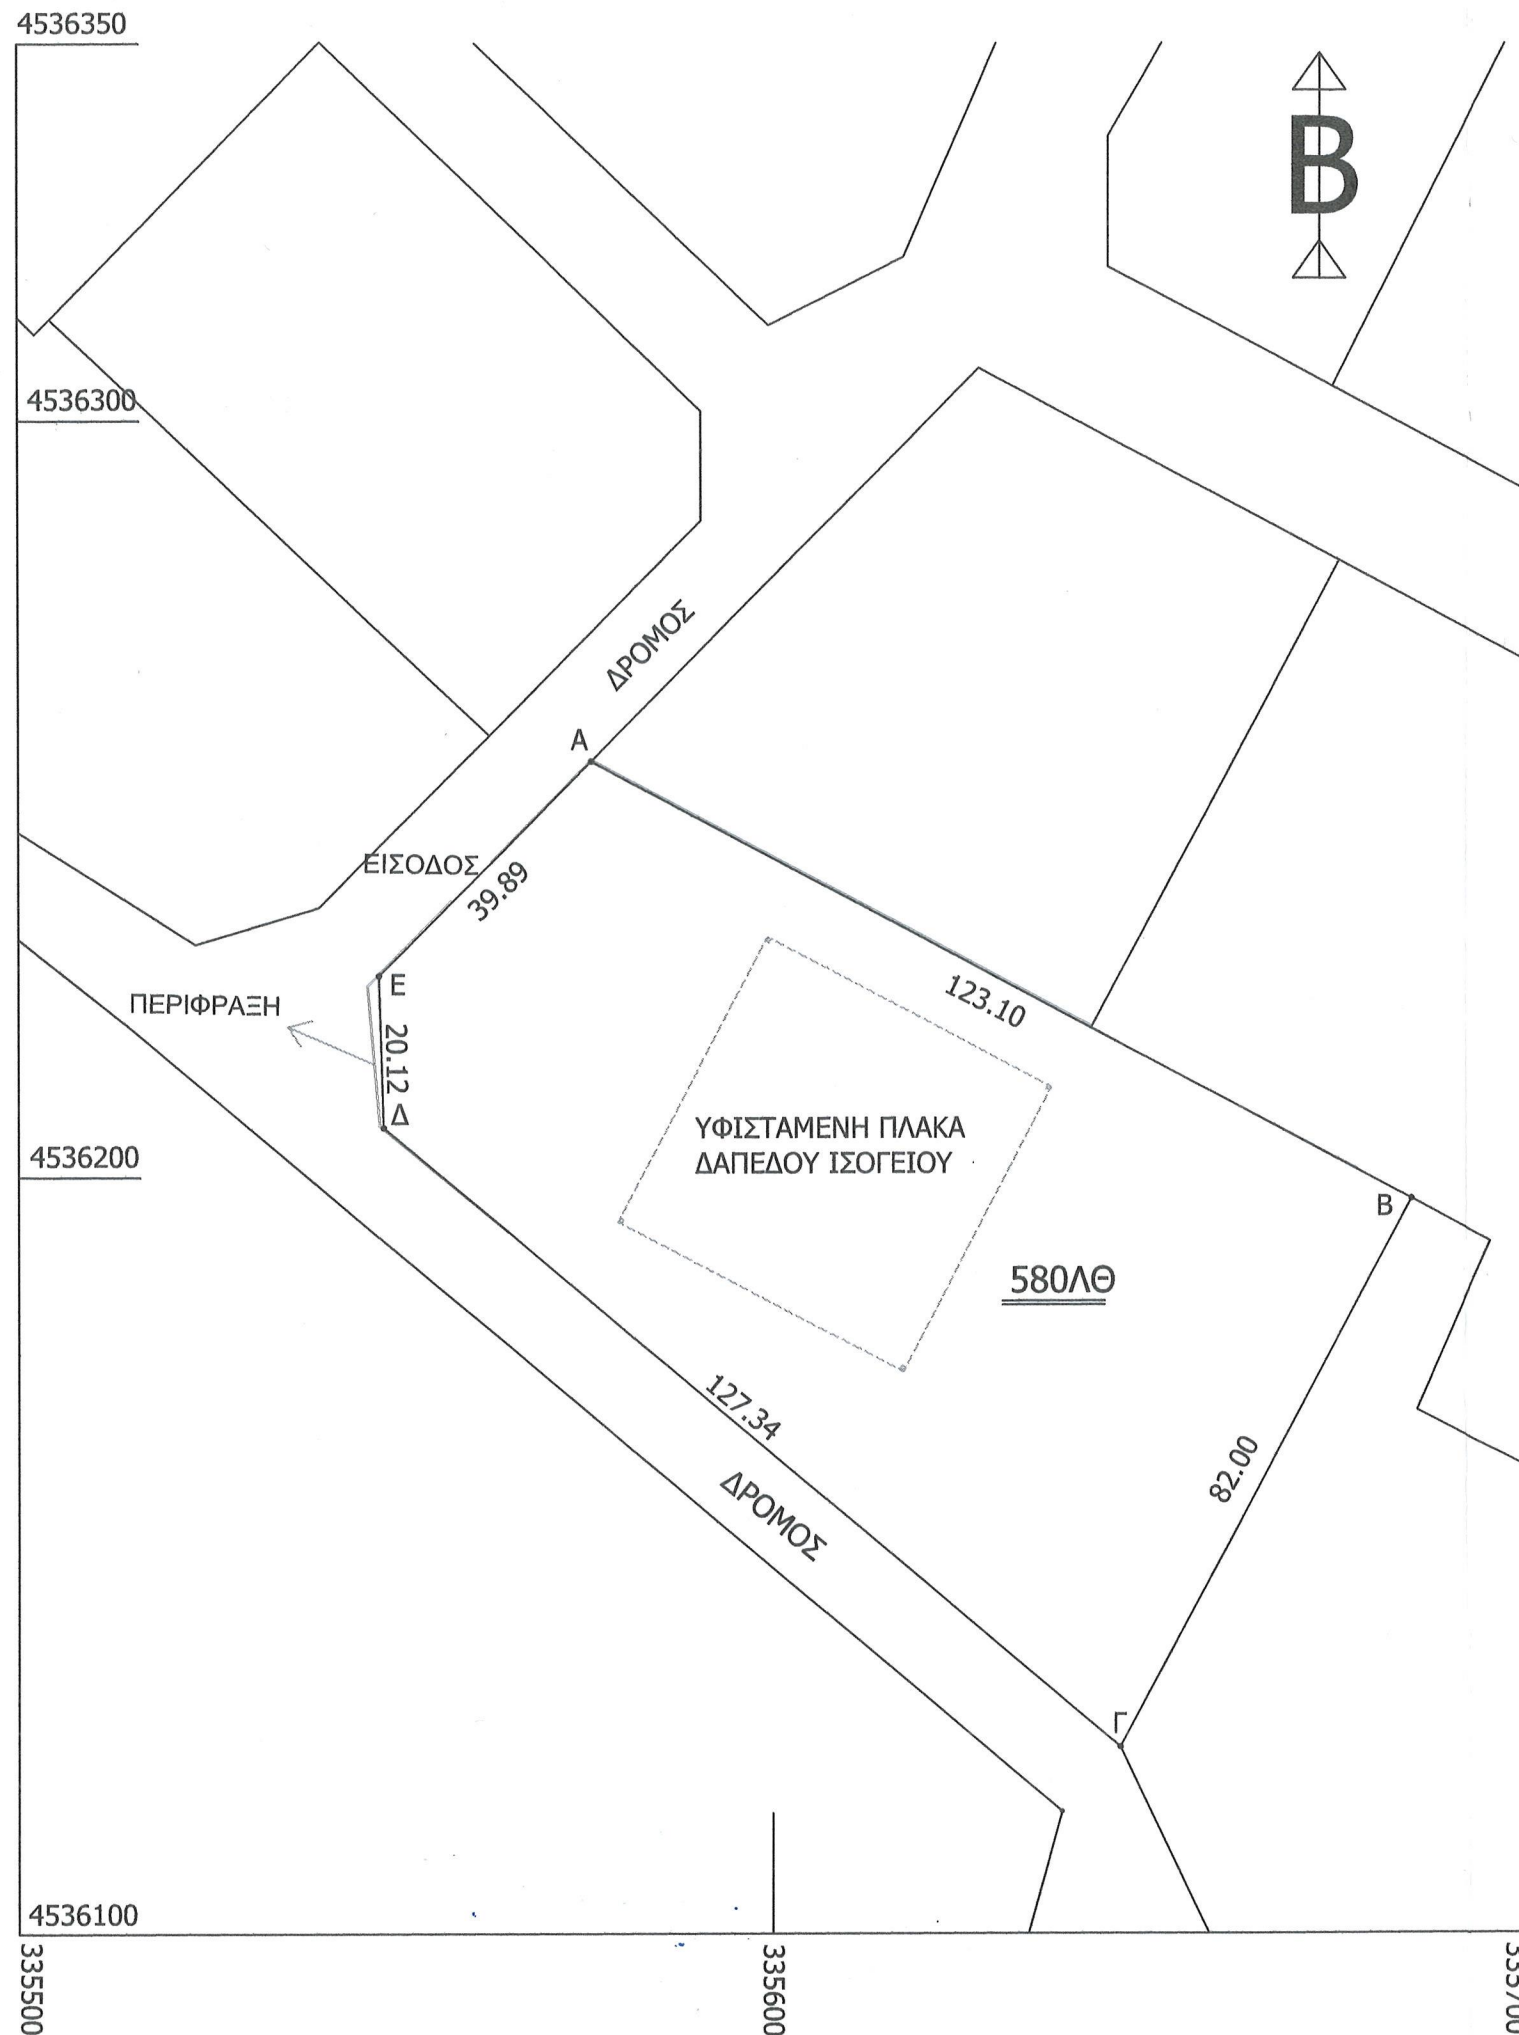 4536350
Β
4536300
ΔΡΟΜΟΣ
Α
ΕΙΣΟΔΟΣ
39.89
Ε
ΠΕΡΙΦΡΑΞΗ
123.10
20.12
Δ
ΥΦΙΣΤΑΜΕΝΗ ΠΛΑΚΑ
ΔΑΠΕΔΟΥ ΙΣΟΓΕΙΟΥ
4536200
Β
580ΛΘ
127.34
82.00
ΔΡΟΜΟΣ
Γ
4536100
335500
335600
335700